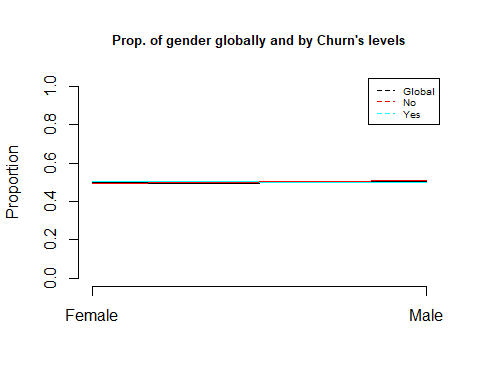 Prop. of gender globally and by Churn's levels
Global
No
Yes
Proportion
1.0
0.8
0.6
0.4
0.2
0.0
Female
Male